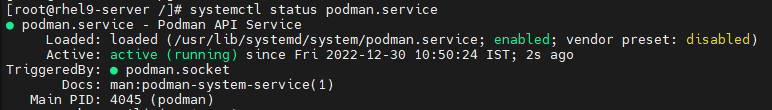 [root@rhel9-server /]# systemctl status podman.service
● podman.service - Podman API Service
Loaded: loaded (/usr/lib/systemd/system/podman.service; enabled; vendor preset: disabled)
Active: active (running) since Fri 2022-12-30 10:50:24 IST; 2s ago
TriggeredBy: ● podman.socket
Docs: man:podman-system-service(1)
Main PID: 4045 (podman)